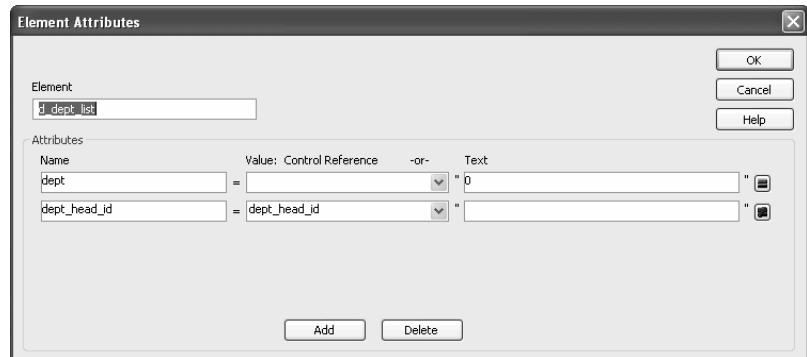 Element Attributes
OK
Element
Cancel
d_dept_list
Help
Attributes
Name Value: Control Reference -or- Text
dept = " 0 "
dept_head_id = dept_head_id " "
Add Delete